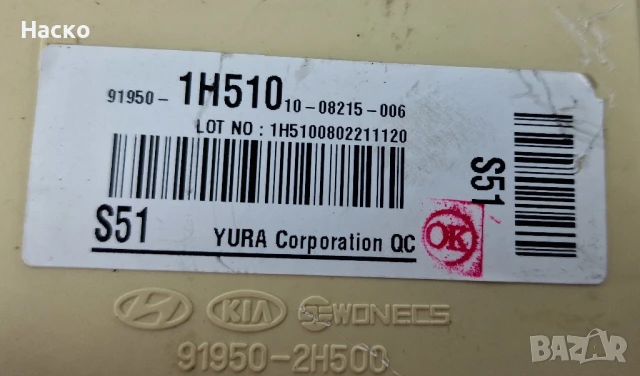 Наско
91950- 1H510 10-08215-006
LOT NO : 1H5100802211120
S51 YURA Corporation QC OK
S51
KIA SEWONECS
91950-2H500
BAZAR